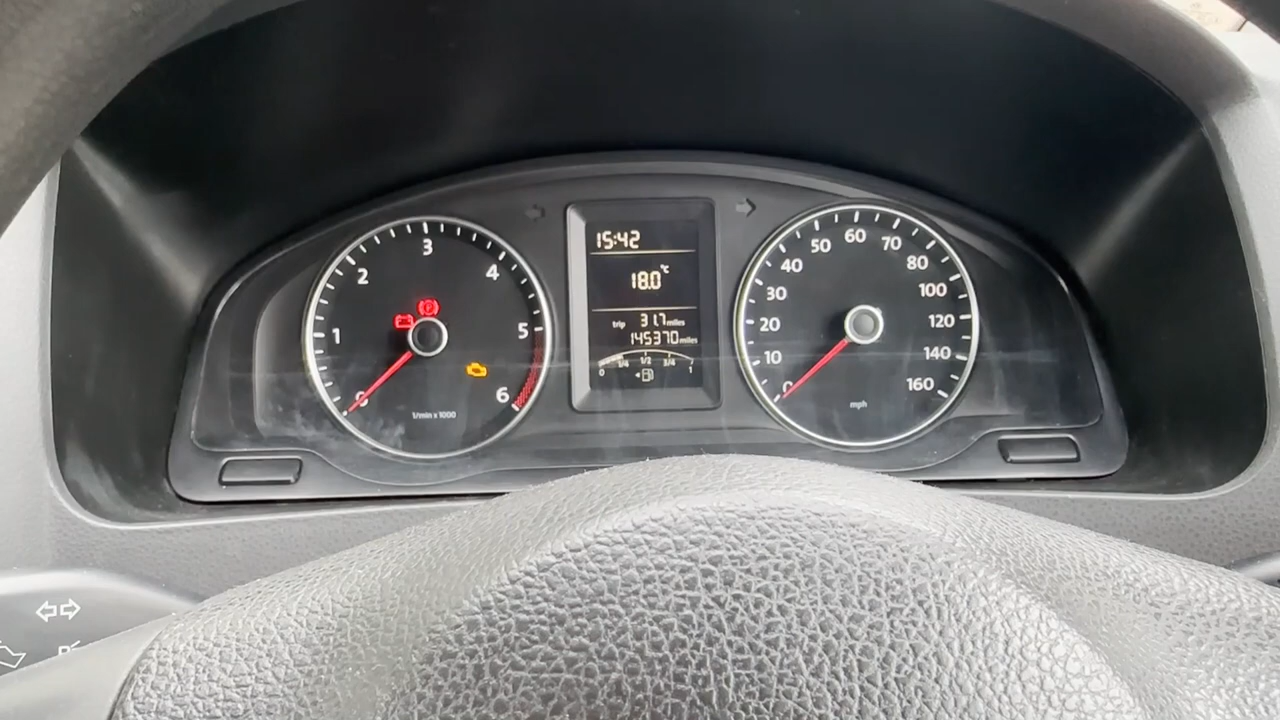 15:42
18.0°C
trip 31.7 miles
145370 miles
0 1/4 1/2 3/4 1
0 1 2 3 4 5 6
1/min x 1000
0 10 20 30 40 50 60 70 80 100 120 140 160
mph